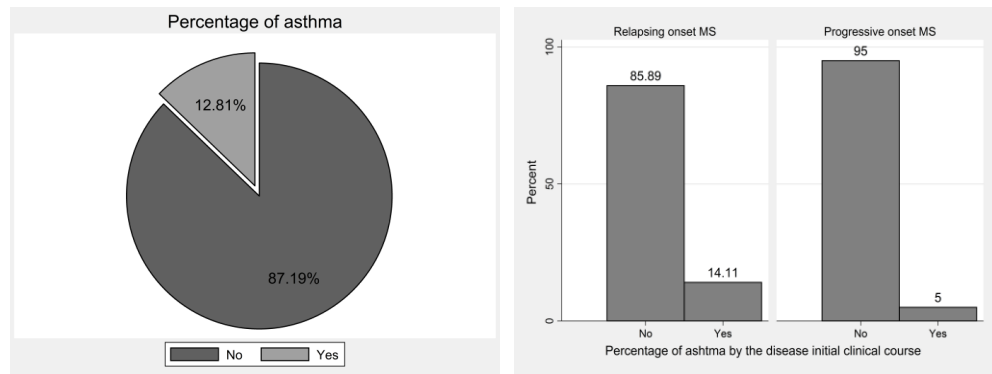 Percentage of asthma
12.81%
87.19%
No Yes
Relapsing onset MS Progressive onset MS
100
50
0
Percent
85.89
14.11
95
5
No Yes No Yes
Percentage of ashtma by the disease initial clinical course